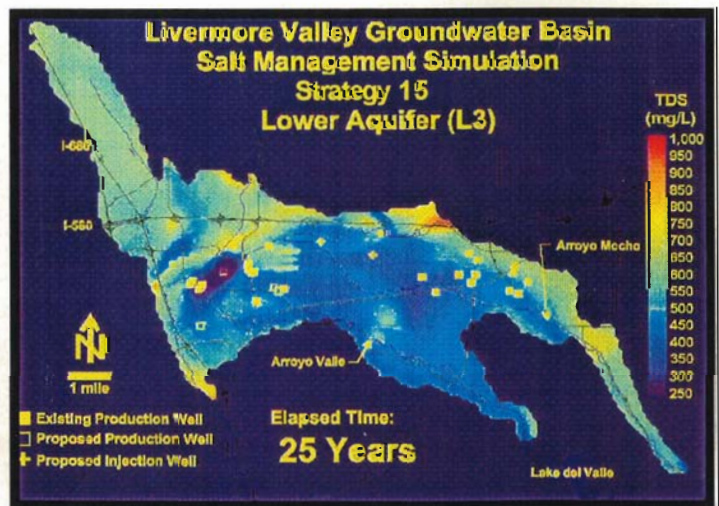 Livermore Valley Groundwater Basin
Salt Management Simulation
Strategy 15
Lower Aquifer (L3)
TDS
(mg/L)
1,000
950
900
850
800
750
700
650
600
550
500
450
400
350
300
250
I-680
I-580
Arroyo Mocho
Arroyo Valle
N
1 mile
Existing Production Well
Proposed Production Well
Proposed Injection Well
Elapsed Time:
25 Years
Lake del Valle